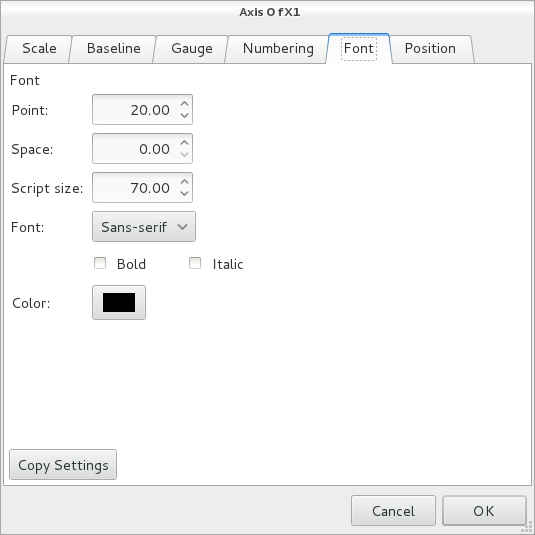 Axis 0 fX1
Scale Baseline Gauge Numbering Font Position
Font
Point: 20.00
Space: 0.00
Script size: 70.00
Font: Sans-serif
Bold Italic
Color:
Copy Settings
Cancel OK